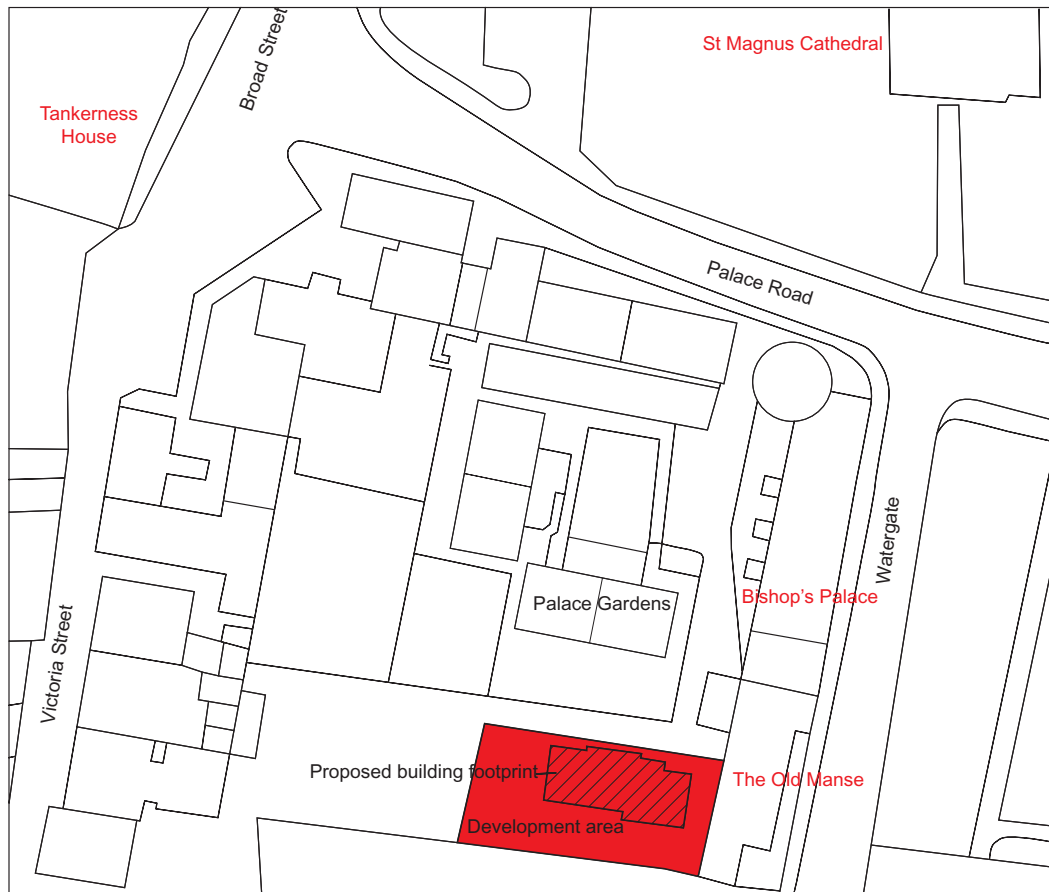 St Magnus Cathedral
Broad Street
Tankerness
House
Palace Road
Watergate
Bishop's Palace
Palace Gardens
Victoria Street
Proposed building footprint
The Old Manse
Development area